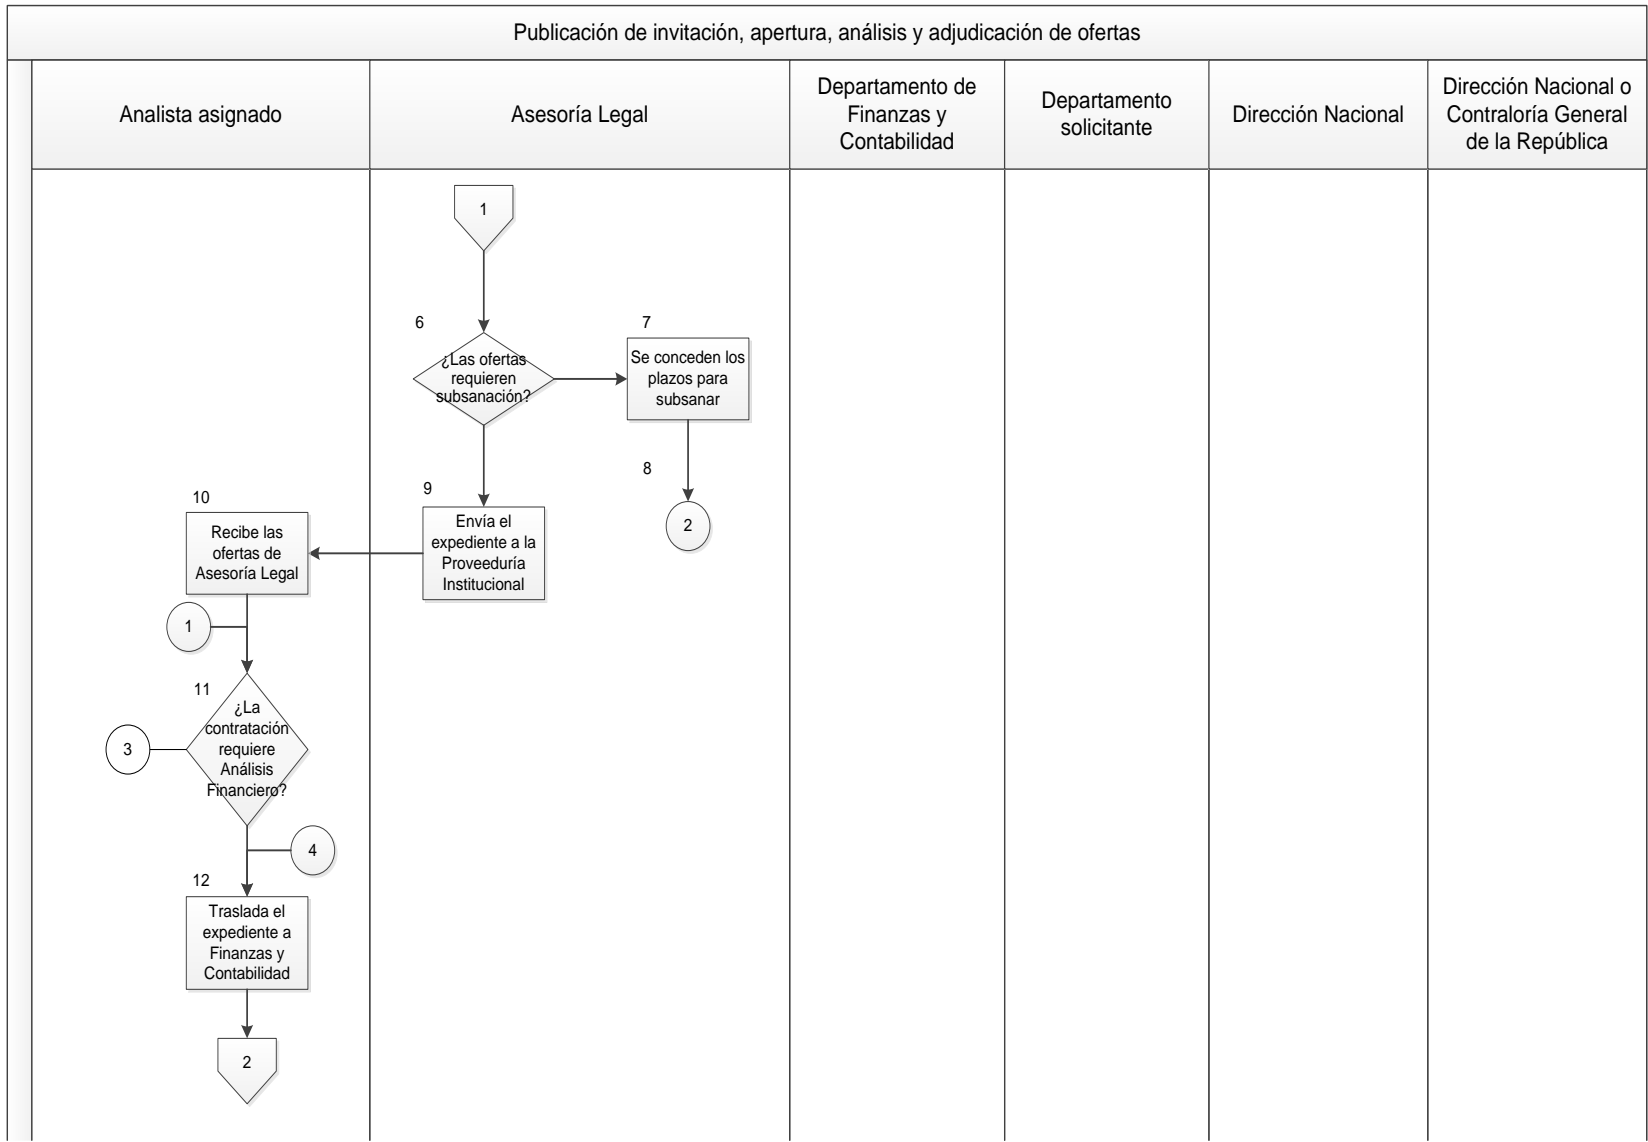 Publicación de invitación, apertura, análisis y adjudicación de ofertas
Analista asignado
Asesoría Legal
Departamento de
Finanzas y
Contabilidad
Departamento
solicitante
Dirección Nacional
Dirección Nacional o
Contraloría General
de la República
1
6
¿Las ofertas
requieren
subsanación?
7
Se conceden los
plazos para
subsanar
8
2
9
Envía el
expediente a la
Proveeduría
Institucional
10
Recibe las
ofertas de
Asesoría Legal
1
11
¿La
contratación
requiere
Análisis
Financiero?
3
4
12
Traslada el
expediente a
Finanzas y
Contabilidad
2